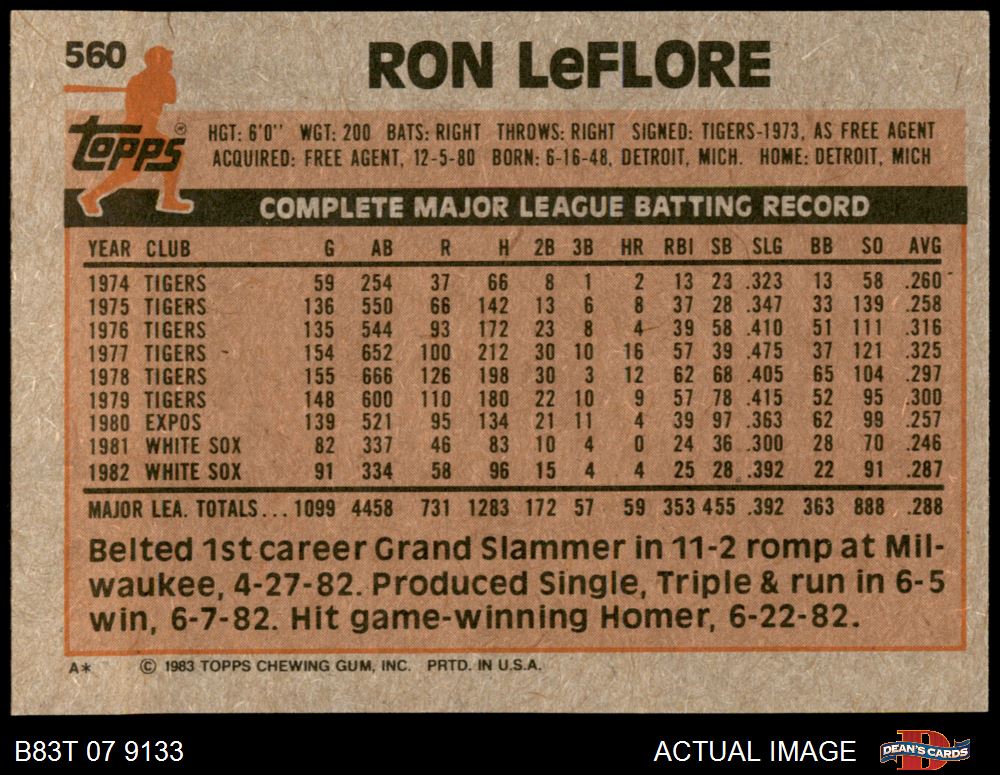 560
RON LeFLORE
Topps
HGT: 6'0" WGT: 200 BATS: RIGHT THROWS: RIGHT SIGNED: TIGERS-1973, AS FREE AGENT
ACQUIRED: FREE AGENT, 12-5-80 BORN: 6-16-48, DETROIT, MICH. HOME: DETROIT, MICH
COMPLETE MAJOR LEAGUE BATTING RECORD
YEAR CLUB G AB R H 2B 3B HR RBI SB SLG BB SO AVG
1974 TIGERS 59 254 37 66 8 1 2 13 23 .323 13 58 .260
1975 TIGERS 136 550 66 142 13 6 8 37 28 .347 33 139 .258
1976 TIGERS 135 544 93 172 23 8 4 39 58 .410 51 111 .316
1977 TIGERS 154 652 100 212 30 10 16 57 39 .475 37 121 .325
1978 TIGERS 155 666 126 198 30 3 12 62 68 .405 65 104 .297
1979 TIGERS 148 600 110 180 22 10 9 57 78 .415 52 95 .300
1980 EXPOS 139 521 95 134 21 11 4 39 97 .363 62 99 .257
1981 WHITE SOX 82 337 46 83 10 4 0 24 36 .300 28 70 .246
1982 WHITE SOX 91 334 58 96 15 4 4 25 28 .392 22 91 .287
MAJOR LEA. TOTALS... 1099 4458 731 1283 172 57 59 353 455 .392 363 888 .288
Belted 1st career Grand Slammer in 11-2 romp at Mil-
waukee, 4-27-82. Produced Single, Triple & run in 6-5
win, 6-7-82. Hit game-winning Homer, 6-22-82.
A* © 1983 TOPPS CHEWING GUM, INC. PRTD. IN U.S.A.
B83T 07 9133
ACTUAL IMAGE
DEAN'S CARDS